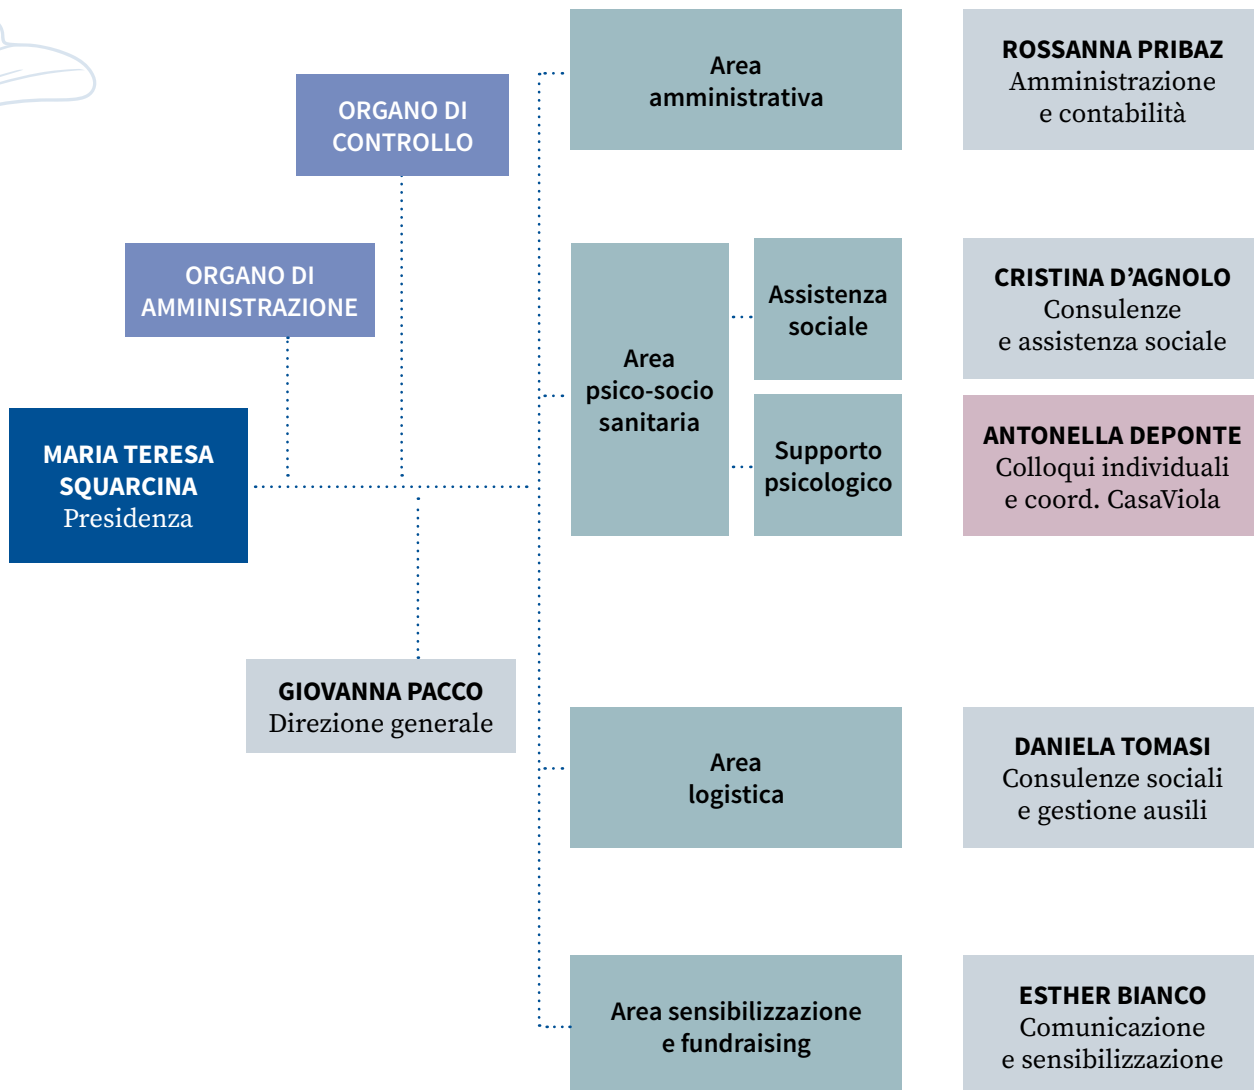 ORGANO DI
CONTROLLO
ORGANO DI
AMMINISTRAZIONE
MARIA TERESA
SQUARCINA
Presidenza
GIOVANNA PACCO
Direzione generale
Area
amministrativa
ROSSANNA PRIBAZ
Amministrazione
e contabilità
Area
psico-socio
sanitaria
Assistenza
sociale
CRISTINA D’AGNOLO
Consulenze
e assistenza sociale
Supporto
psicologico
ANTONELLA DEPONTE
Colloqui individuali
e coord. CasaViola
Area
logistica
DANIELA TOMASI
Consulenze sociali
e gestione ausili
Area sensibilizzazione
e fundraising
ESTHER BIANCO
Comunicazione
e sensibilizzazione